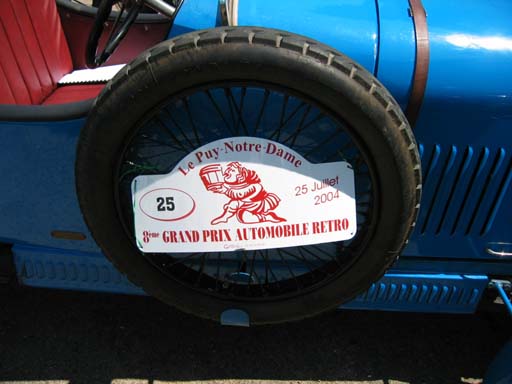 Le Puy-Notre-Dame
25
25 Juillet
2004
8ème GRAND PRIX AUTOMOBILE RETRO